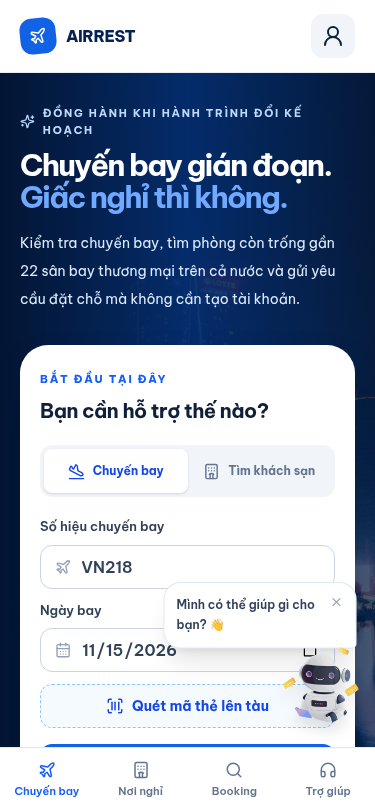 AIRREST
ĐỒNG HÀNH KHI HÀNH TRÌNH ĐỔI KẾ
HOẠCH
Chuyến bay gián đoạn.
Giấc nghỉ thì không.
Kiểm tra chuyến bay, tìm phòng còn trống gần
22 sân bay thương mại trên cả nước và gửi yêu
cầu đặt chỗ mà không cần tạo tài khoản.
BẮT ĐẦU TẠI ĐÂY
Bạn cần hỗ trợ thế nào?
Chuyến bay
Tìm khách sạn
Số hiệu chuyến bay
VN218
Mình có thể giúp gì cho
bạn? 👋
Ngày bay
11/15/2026
Quét mã thẻ lên tàu
Chuyến bay
Nơi nghỉ
Booking
Trợ giúp